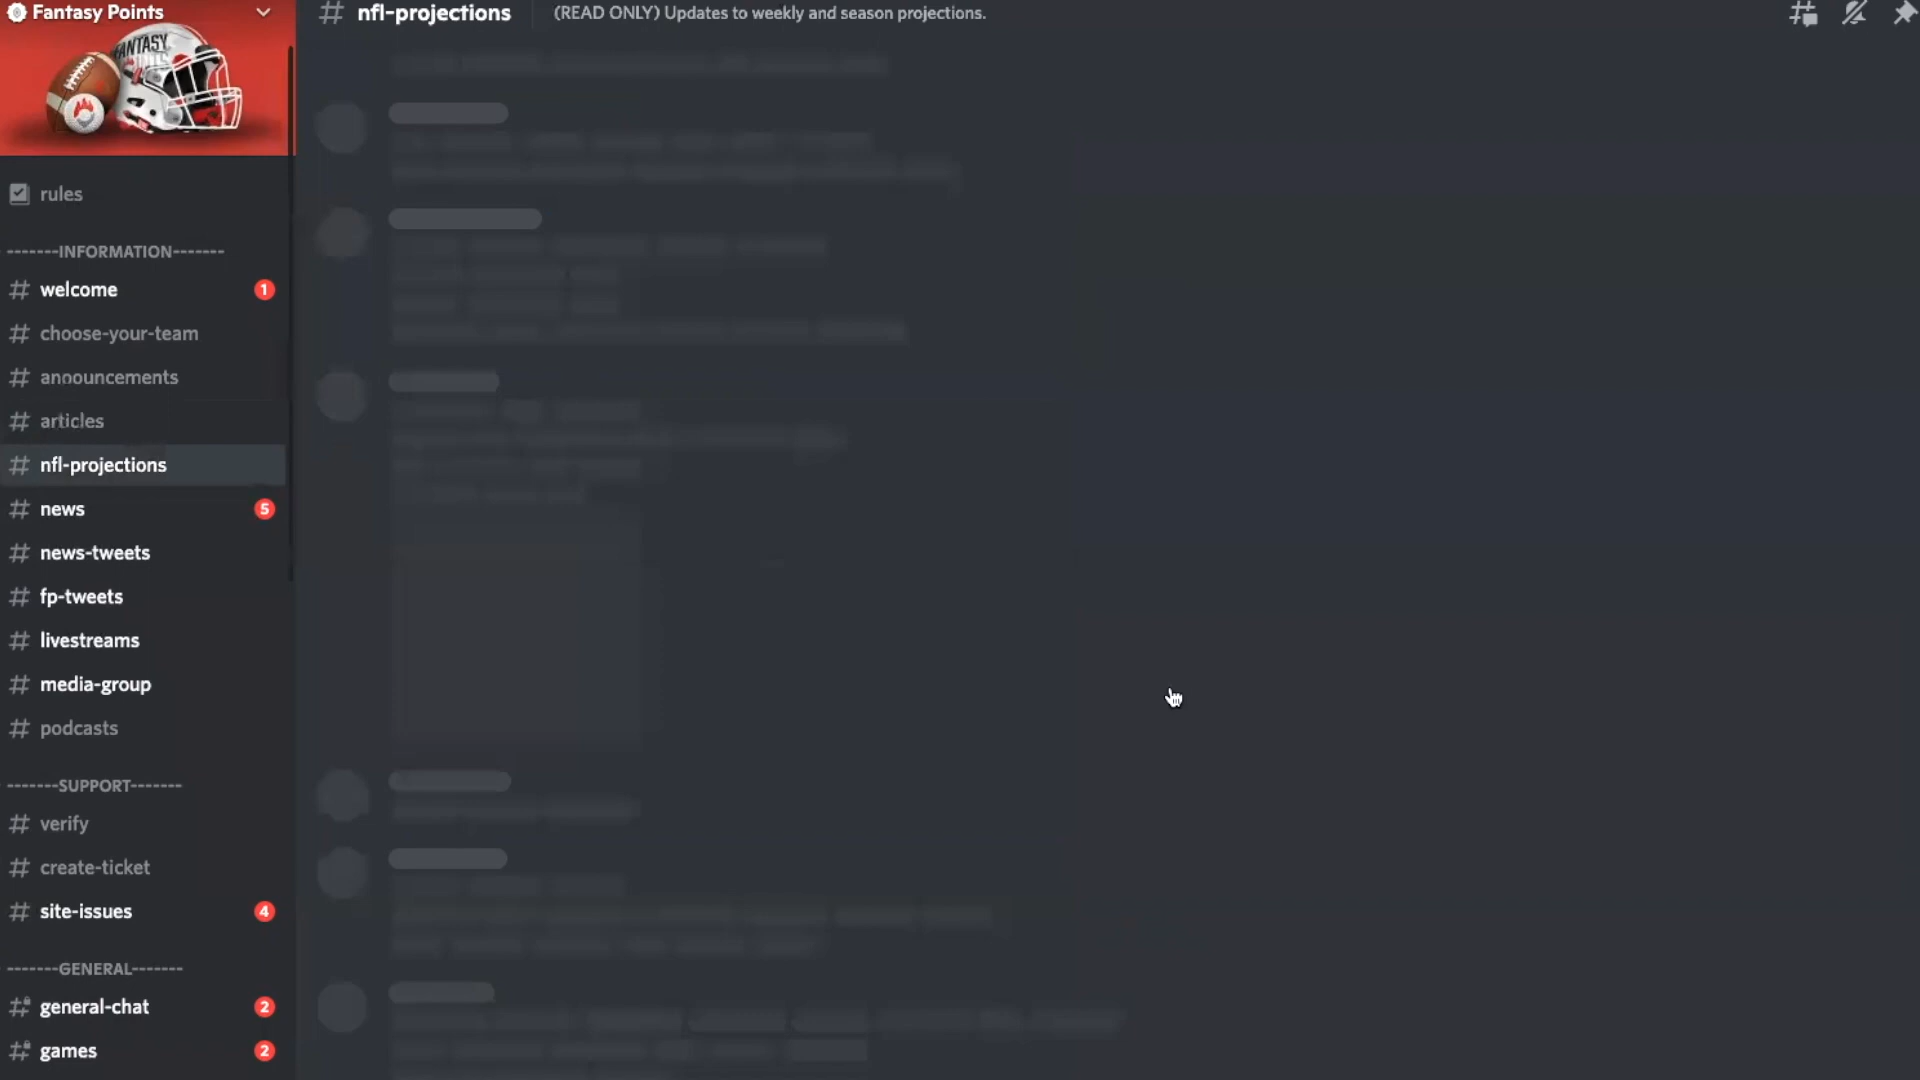 Fantasy Points
# nfl-projections (READ ONLY) Updates to weekly and season projections.
FANTASY
rules
-------INFORMATION-------
# welcome 1
# choose-your-team
# anoouncements
# articles
# nfl-projections
# news 5
# news-tweets
# fp-tweets
# livestreams
# media-group
# podcasts
-------SUPPORT-------
# verify
# create-ticket
# site-issues 4
-------GENERAL-------
# general-chat 2
# games 2